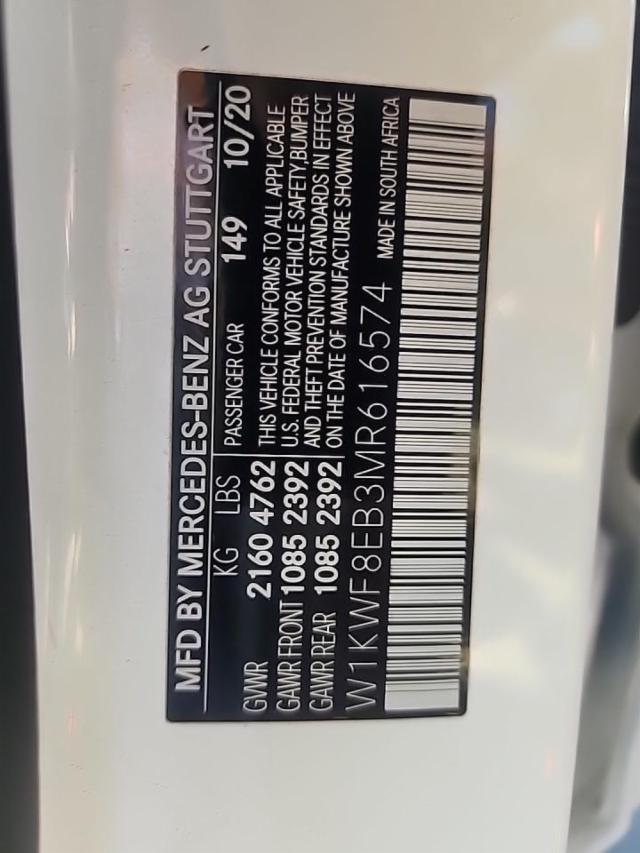 MFD BY MERCEDES-BENZ AG STUTTGART
KG LBS PASSENGER CAR 149 10/20
GVWR 2160 4762 THIS VEHICLE CONFORMS TO ALL APPLICABLE
GAWR FRONT 1085 2392 U.S. FEDERAL MOTOR VEHICLE SAFETY, BUMPER
GAWR REAR 1085 2392 AND THEFT PREVENTION STANDARDS IN EFFECT
ON THE DATE OF MANUFACTURE SHOWN ABOVE
W1KWF8EB3MR616574 MADE IN SOUTH AFRICA